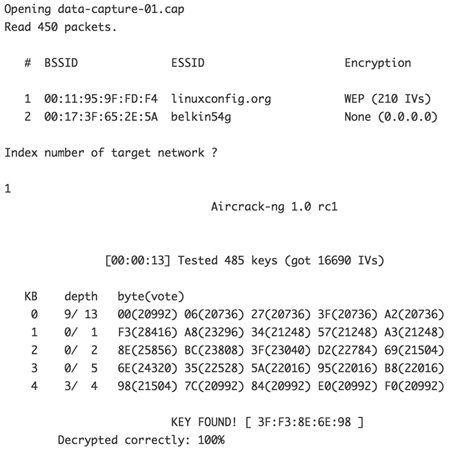 Opening data-capture-01.cap
Read 450 packets.
# BSSID ESSID Encryption
1 00:11:95:9F:FD:F4 linuxconfig.org WEP (210 IVs)
2 00:17:3F:65:2E:5A belkin54g None (0.0.0.0)
Index number of target network ?
1
Aircrack-ng 1.0 rc1
[00:00:13] Tested 485 keys (got 16690 IVs)
KB depth byte(vote)
0 9/ 13 00(20992) 06(20736) 27(20736) 3F(20736) A2(20736)
1 0/ 1 F3(28416) A8(23296) 34(21248) 57(21248) A3(21248)
2 0/ 2 8E(25856) BC(23808) 3F(23040) D2(22784) 69(21504)
3 0/ 5 6E(24320) 35(22528) 5A(22016) 95(22016) B8(22016)
4 3/ 4 98(21504) 7C(20992) 84(20992) E0(20992) F0(20992)
KEY FOUND! [ 3F:F3:8E:6E:98 ]
Decrypted correctly: 100%